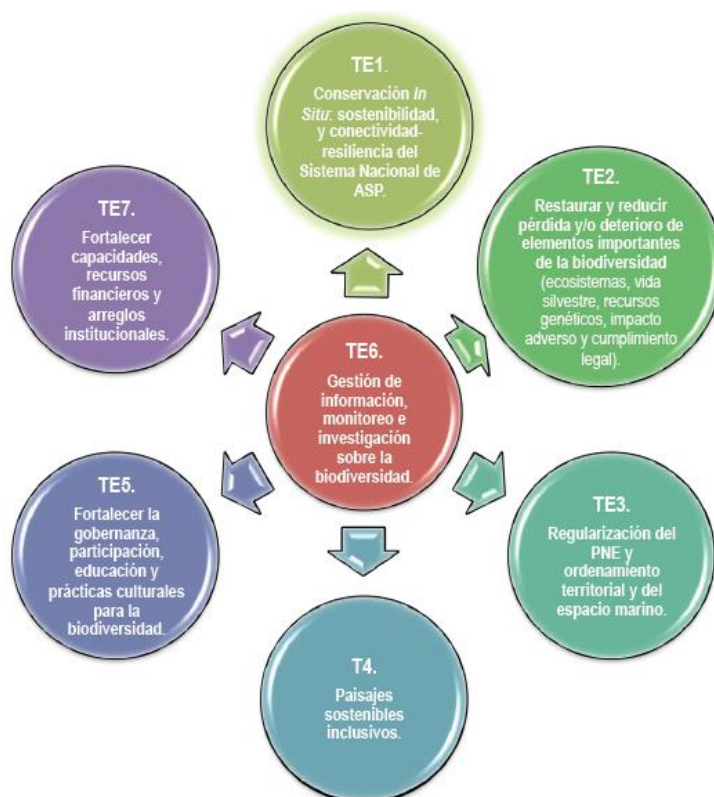 TE1.
Conservación In
Situ: sostenibilidad,
y conectividad-
resiliencia del
Sistema Nacional de
ASP.
TE2.
Restaurar y reducir
pérdida y/o deterioro de
elementos importantes
de la biodiversidad
(ecosistemas, vida
silvestre, recursos
genéticos, impacto
adverso y cumplimiento
legal).
TE3.
Regularización del
PNE y
ordenamiento
territorial y del
espacio marino.
T4.
Paisajes
sostenibles
inclusivos.
TE5.
Fortalecer la
gobernanza,
participación,
educación y
prácticas culturales
para la
biodiversidad.
TE6.
Gestión de
información,
monitoreo e
investigación
sobre la
biodiversidad.
TE7.
Fortalecer
capacidades,
recursos
financieros y
arreglos
institucionales.